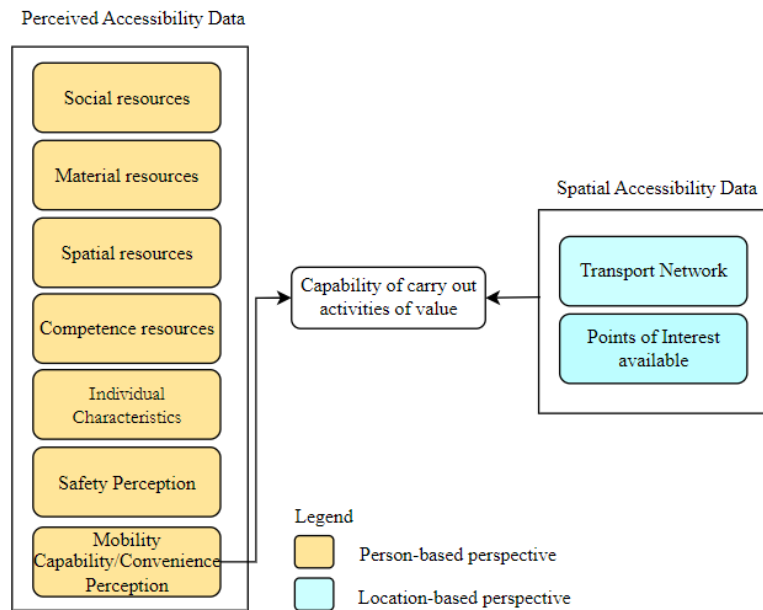 Perceived Accessibility Data
Social resources
Material resources
Spatial resources
Competence resources
Individual
Characteristics
Safety Perception
Mobility
Capability/Convenience
Perception
Capability of carry out
activities of value
Spatial Accessibility Data
Transport Network
Points of Interest
available
Legend
Person-based perspective
Location-based perspective